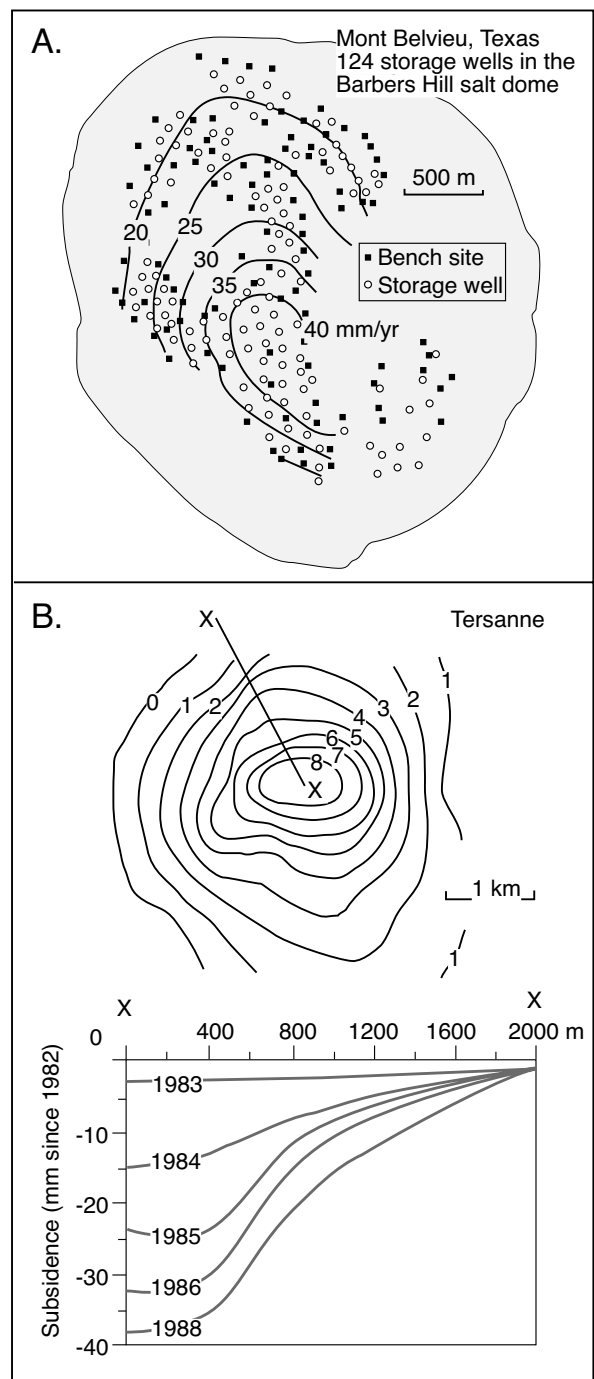 A.
Mont Belvieu, Texas
124 storage wells in the
Barbers Hill salt dome
500 m
20
25
30
35
40 mm/yr
Bench site
Storage well
B.
X
Tersanne
0
1
2
3
2
1
4
6
5
8
7
X
1 km
1
X
X
0
400
800
1200
1600
2000 m
Subsidence (mm since 1982)
1983
-10
1984
-20
1985
-30
1986
1988
-40